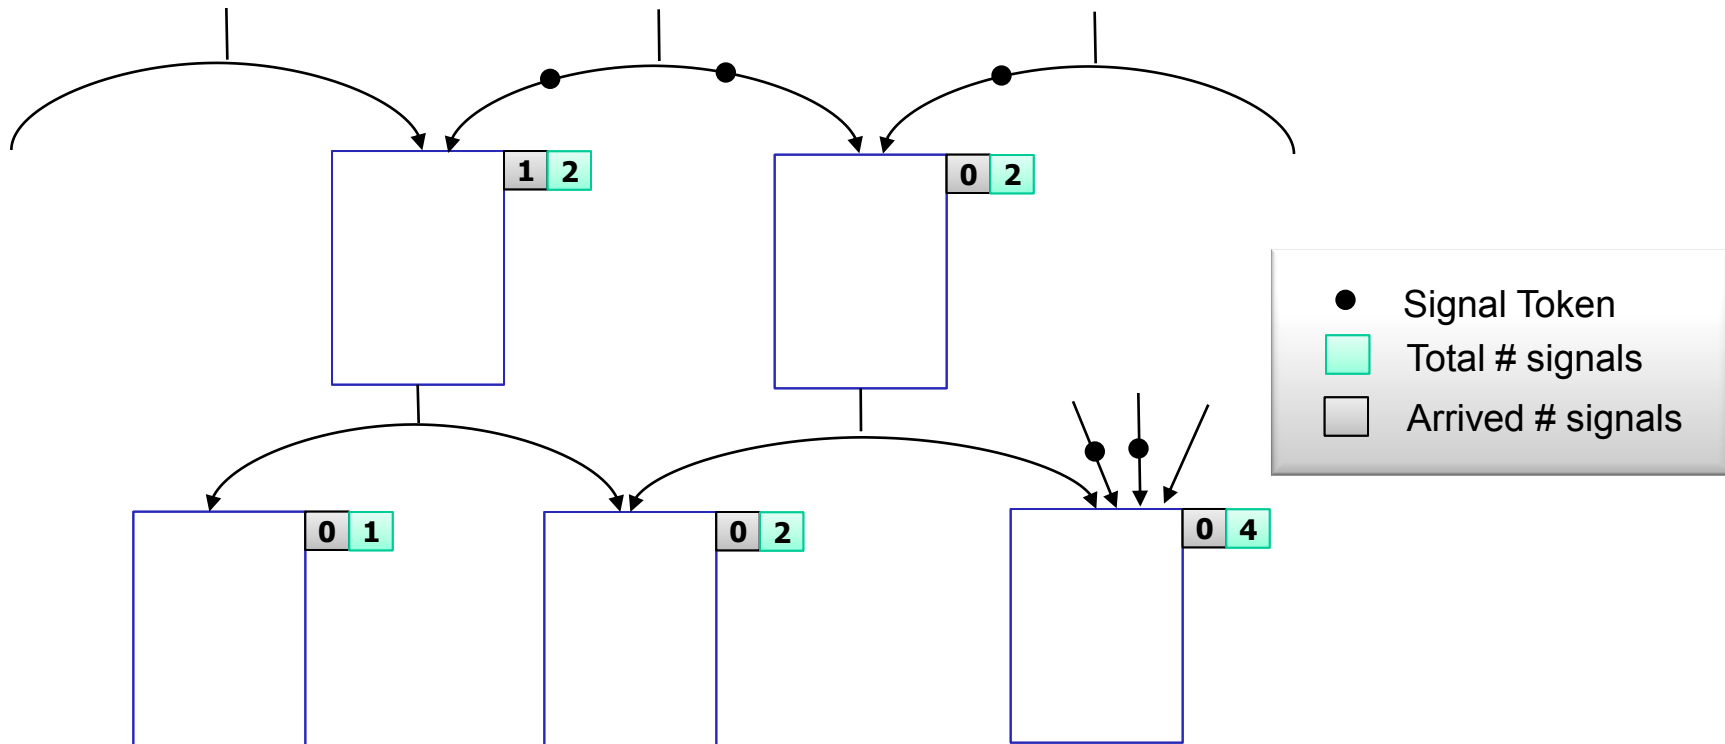 1 2
0 2
Signal Token
Total # signals
Arrived # signals
0 1
0 2
0 4